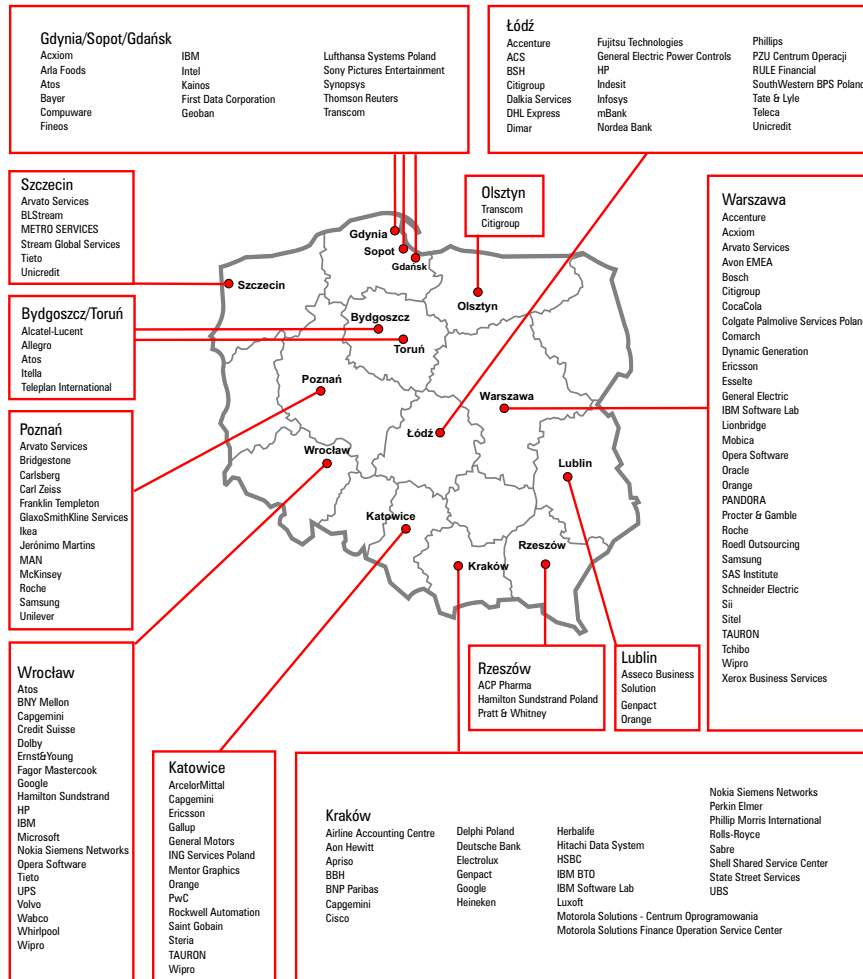 Gdynia/Sopot/Gdańsk
Acxiom
Arla Foods
Atos
Bayer
Compuware
Fineos
IBM
Intel
Kainos
First Data Corporation
Geoban
Lufthansa Systems Poland
Sony Pictures Entertainment
Synopsys
Thomson Reuters
Transcom
Łódź
Accenture
ACS
BSH
Citigroup
Dalkia Services
DHL Express
Dimar
Fujitsu Technologies
General Electric Power Controls
HP
Indesit
Infosys
mBank
Nordea Bank
Phillips
PZU Centrum Operacji
RULE Financial
SouthWestern BPS Poland
Tate & Lyle
Teleca
Unicredit
Szczecin
Arvato Services
BLStream
METRO SERVICES
Stream Global Services
Tieto
Unicredit
Olsztyn
Transcom
Citigroup
Bydgoszcz/Toruń
Alcatel-Lucent
Allegro
Atos
Itella
Teleplan International
Poznań
Arvato Services
Bridgestone
Carlsberg
Carl Zeiss
Franklin Templeton
GlaxoSmithKline Services
Ikea
Jerónimo Martins
MAN
McKinsey
Roche
Samsung
Unilever
Gdynia
Sopot
Gdańsk
Szczecin
Olsztyn
Bydgoszcz
Toruń
Poznań
Warszawa
Łódź
Wrocław
Lublin
Katowice
Kraków
Rzeszów
Warszawa
Accenture
Acxiom
Arvato Services
Avon EMEA
Bosch
Citigroup
CocaCola
Colgate Palmolive Services Poland
Comarch
Dynamic Generation
Ericsson
Esselte
General Electric
IBM Software Lab
Lionbridge
Mobica
Opera Software
Oracle
Orange
PANDORA
Procter & Gamble
Roche
Roedl Outsourcing
Samsung
SAS Institute
Schneider Electric
Sii
Sitel
TAURON
Tchibo
Wipro
Xerox Business Services
Wrocław
Atos
BNY Mellon
Capgemini
Credit Suisse
Dolby
Ernst&Young
Fagor Mastercook
Google
Hamilton Sundstrand
HP
IBM
Microsoft
Nokia Siemens Networks
Opera Software
Tieto
UPS
Volvo
Wabco
Whirlpool
Wipro
Katowice
ArcelorMittal
Capgemini
Ericsson
Gallup
General Motors
ING Services Poland
Mentor Graphics
Orange
PwC
Rockwell Automation
Saint Gobain
Steria
TAURON
Wipro
Rzeszów
ACP Pharma
Hamilton Sundstrand Poland
Pratt & Whitney
Lublin
Asseco Business
Solution
Genpact
Orange
Kraków
Airline Accounting Centre
Aon Hewitt
Apriso
BBH
BNP Paribas
Capgemini
Cisco
Delphi Poland
Deutsche Bank
Electrolux
Genpact
Google
Heineken
Herbalife
Hitachi Data System
HSBC
IBM BTO
IBM Software Lab
Luxoft
Motorola Solutions - Centrum Oprogramowania
Motorola Solutions Finance Operation Service Center
Nokia Siemens Networks
Perkin Elmer
Phillip Morris International
Rolls-Royce
Sabre
Shell Shared Service Center
State Street Services
UBS